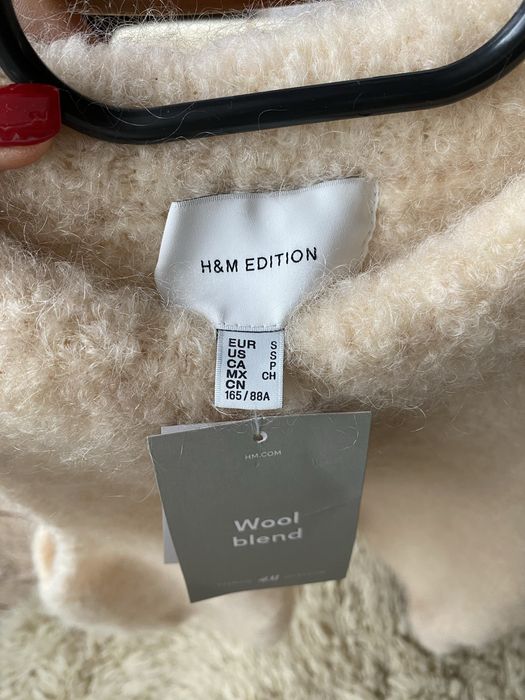 H&M EDITION
EUR S
US S
CA P
MX CH
CN
165/88A
HM.COM
Wool
blend
H&M